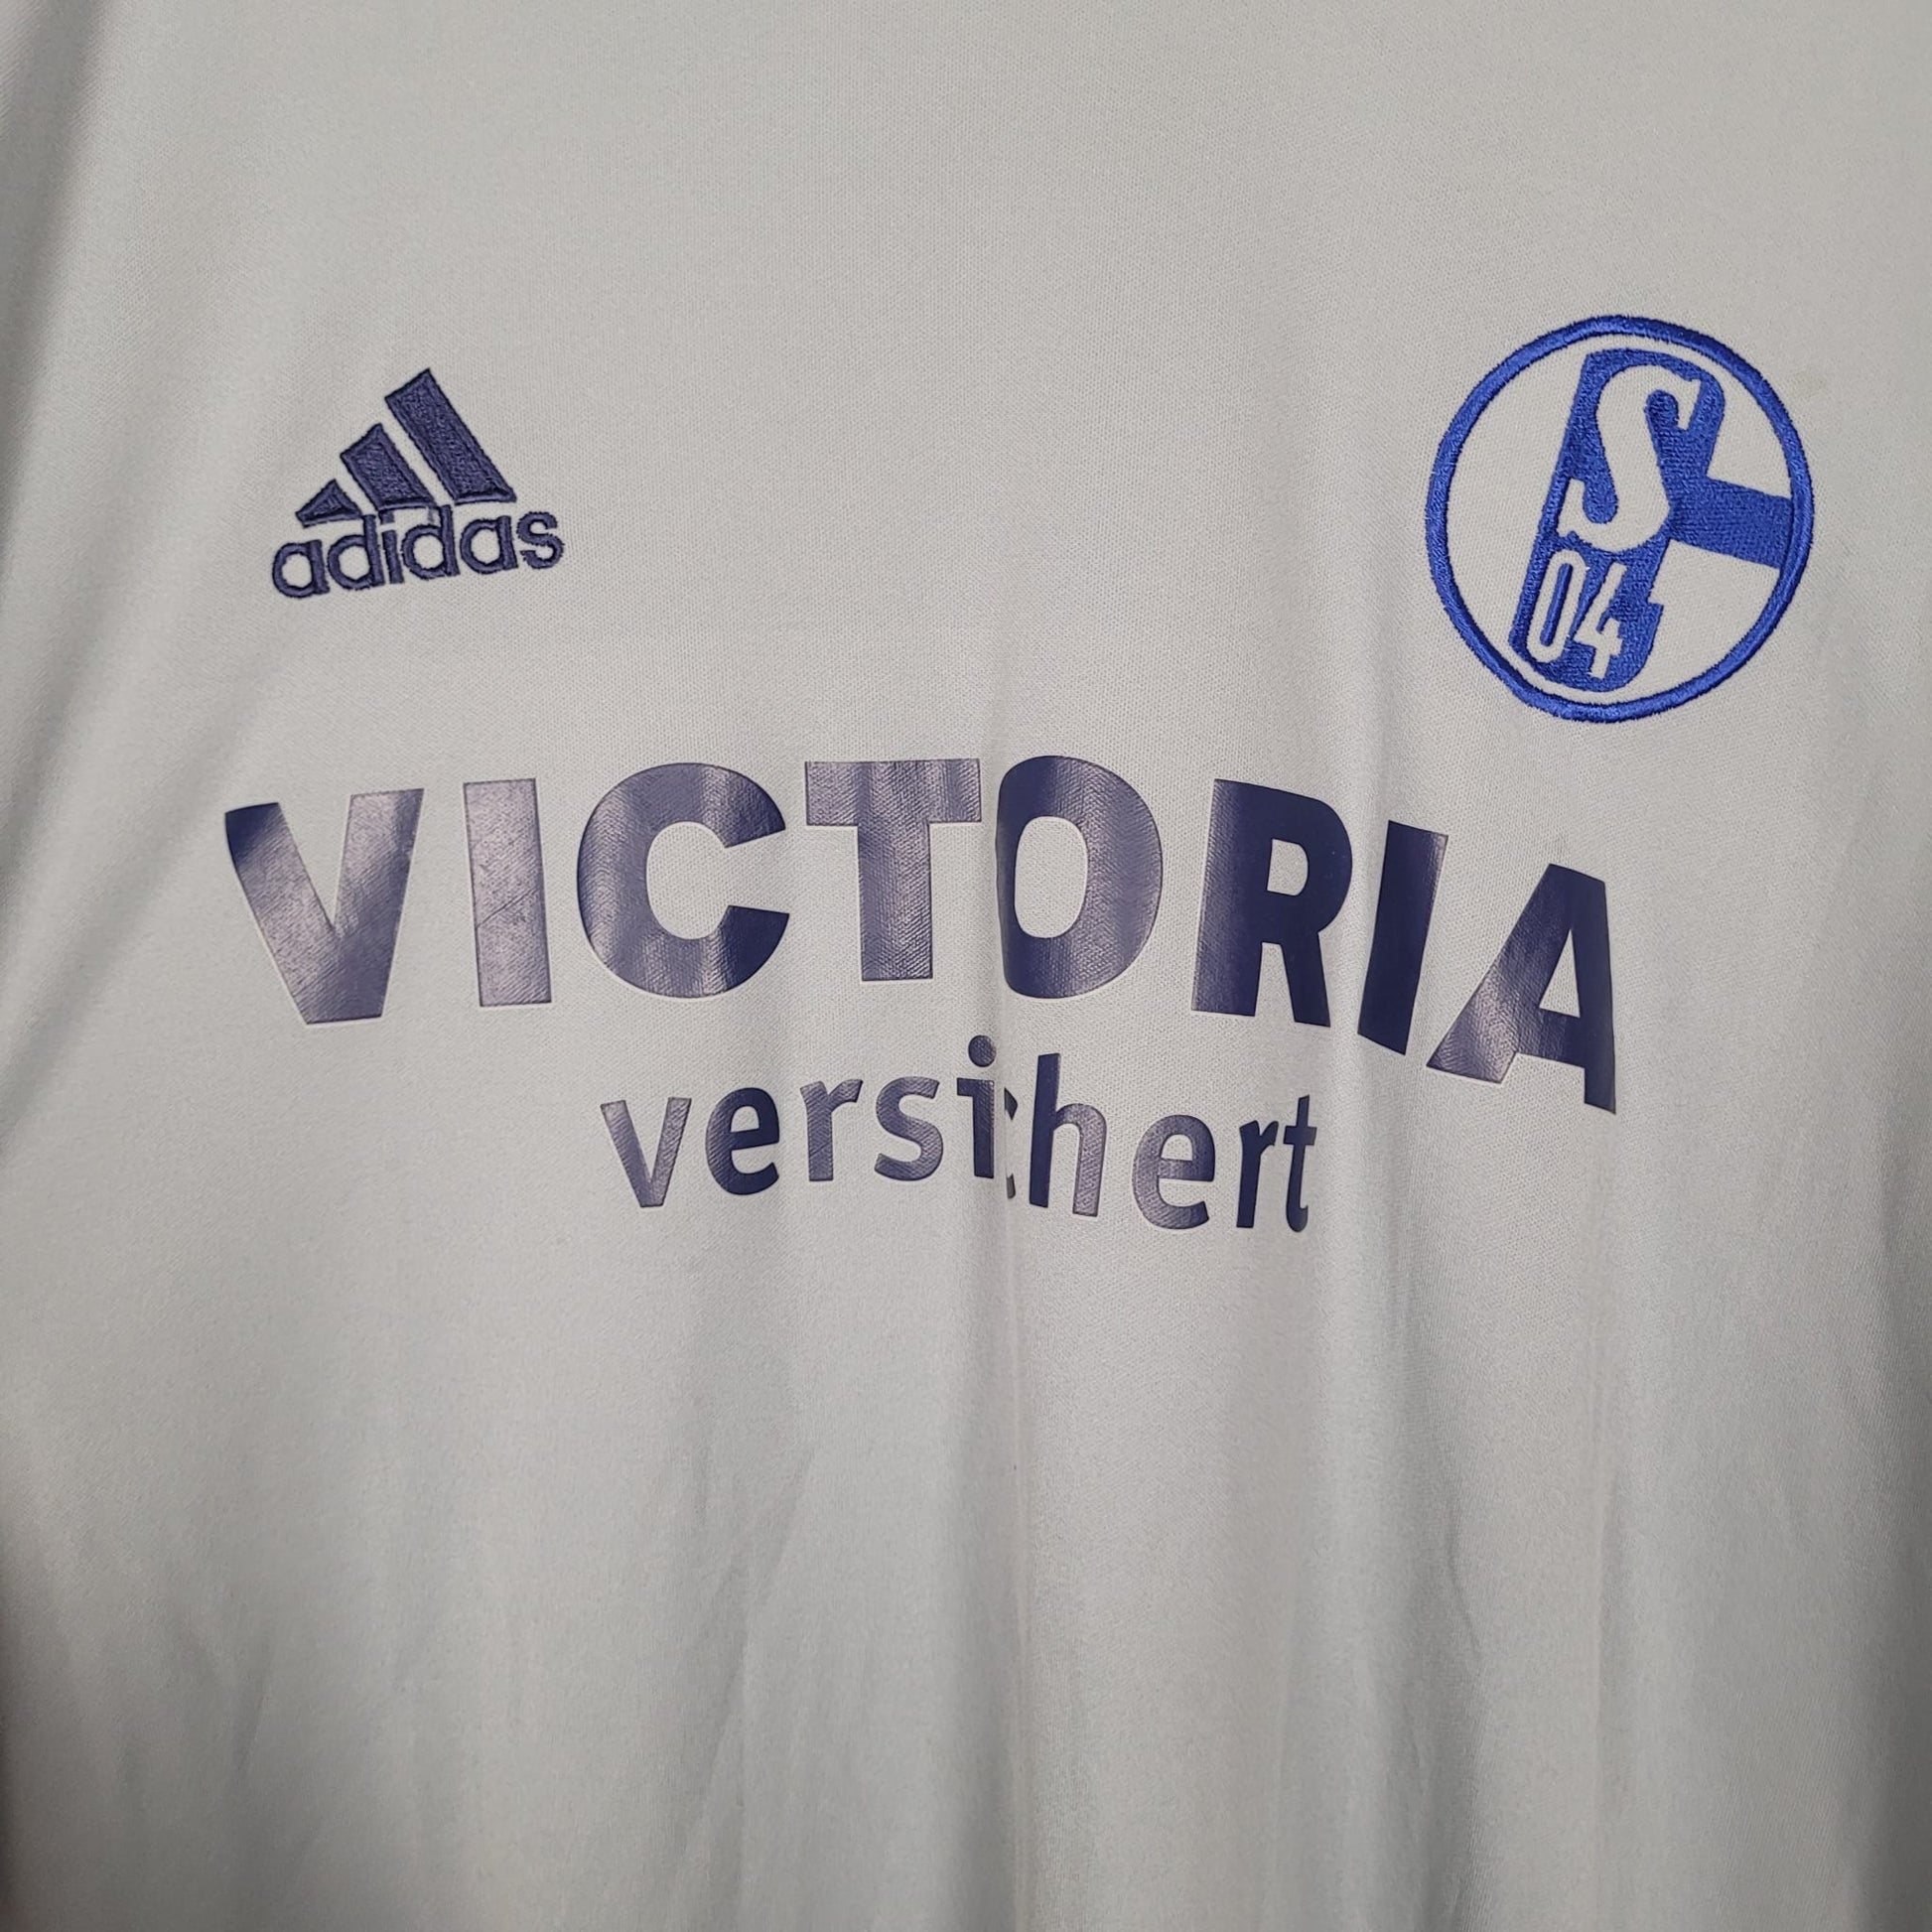 adidas
S
04
VICTORIA
versichert